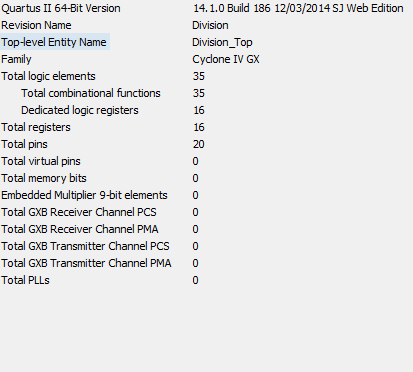 Quartus II 64-Bit Version 14.1.0 Build 186 12/03/2014 SJ Web Edition
Revision Name Division
Top-level Entity Name Division_Top
Family Cyclone IV GX
Total logic elements 35
Total combinational functions 35
Dedicated logic registers 16
Total registers 16
Total pins 20
Total virtual pins 0
Total memory bits 0
Embedded Multiplier 9-bit elements 0
Total GXB Receiver Channel PCS 0
Total GXB Receiver Channel PMA 0
Total GXB Transmitter Channel PCS 0
Total GXB Transmitter Channel PMA 0
Total PLLs 0